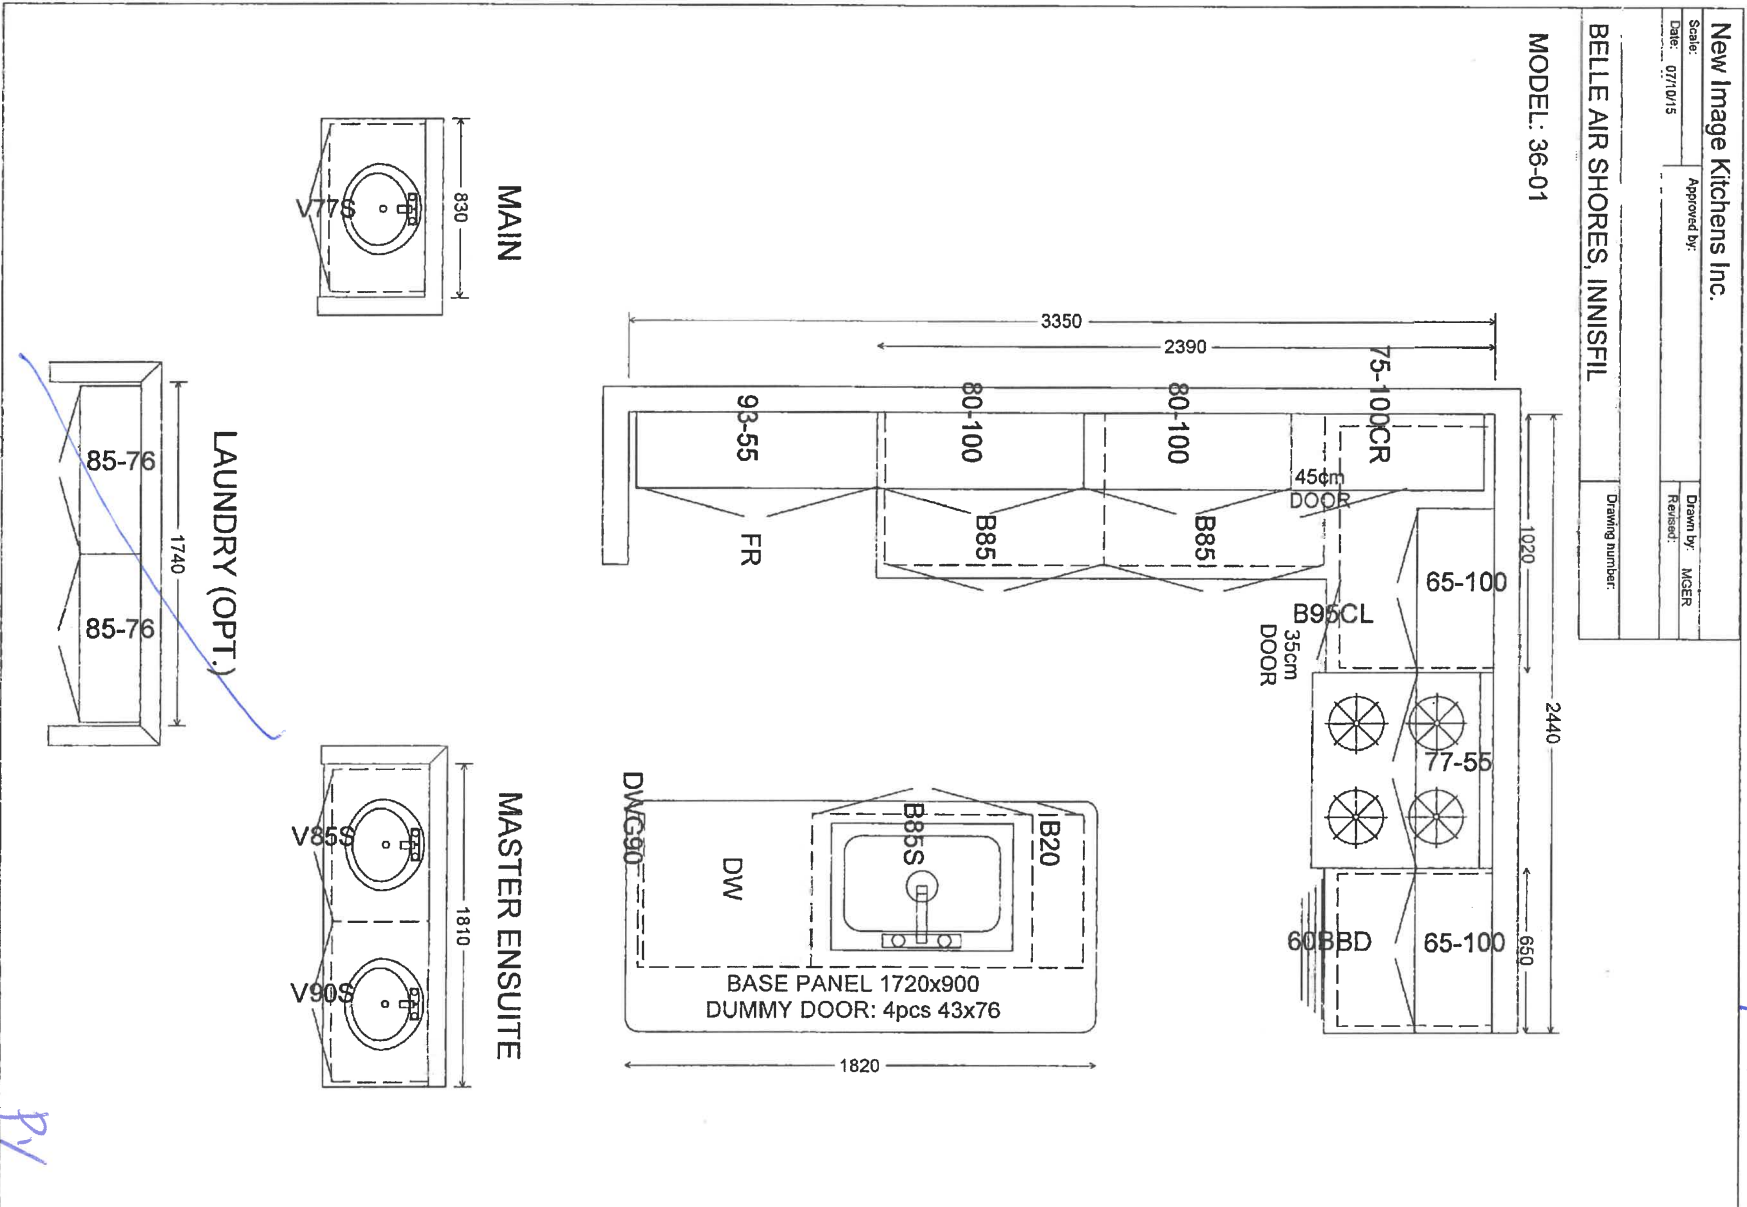 New Image Kitchens Inc.
Scale:
Approved by:
Drawn by: MGER
Date: 07/10/15
Revised:
BELLE AIR SHORES, INNISFIL
Drawing number:
MODEL: 36-01
3350
2390
75-100CR
80-100
80-100
93-55
45cm
DOOR
B85
B85
FR
1020
2440
65-100
B95CL
35cm
DOOR
77-55
65-100
650
60BBD
DWG90
DW
B85S
B20
BASE PANEL 1720x900
DUMMY DOOR: 4pcs 43x76
1820
MAIN
830
V77S
LAUNDRY (OPT.)
1740
85-76
85-76
MASTER ENSUITE
1810
V85S
V90S